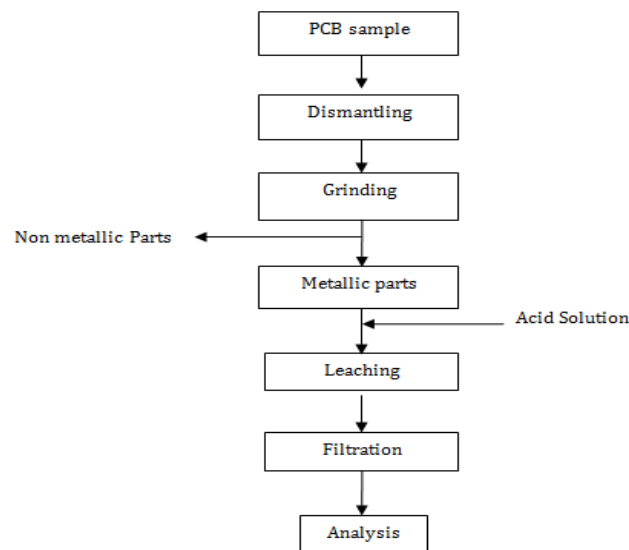 PCB sample
Dismantling
Grinding
Non metallic Parts
Metallic parts
Acid Solution
Leaching
Filtration
Analysis